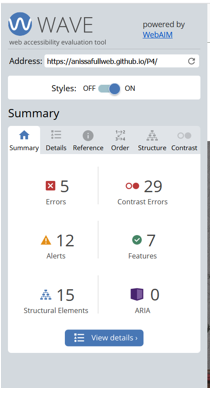 WAVE
web accessibility evaluation tool
powered by
WebAIM
Address: https://anissafullweb.github.io/P4/
Styles: OFF ON
Summary
Summary Details Reference Order Structure Contrast
5 29
Errors Contrast Errors
12 7
Alerts Features
15 0
Structural Elements ARIA
View details ›